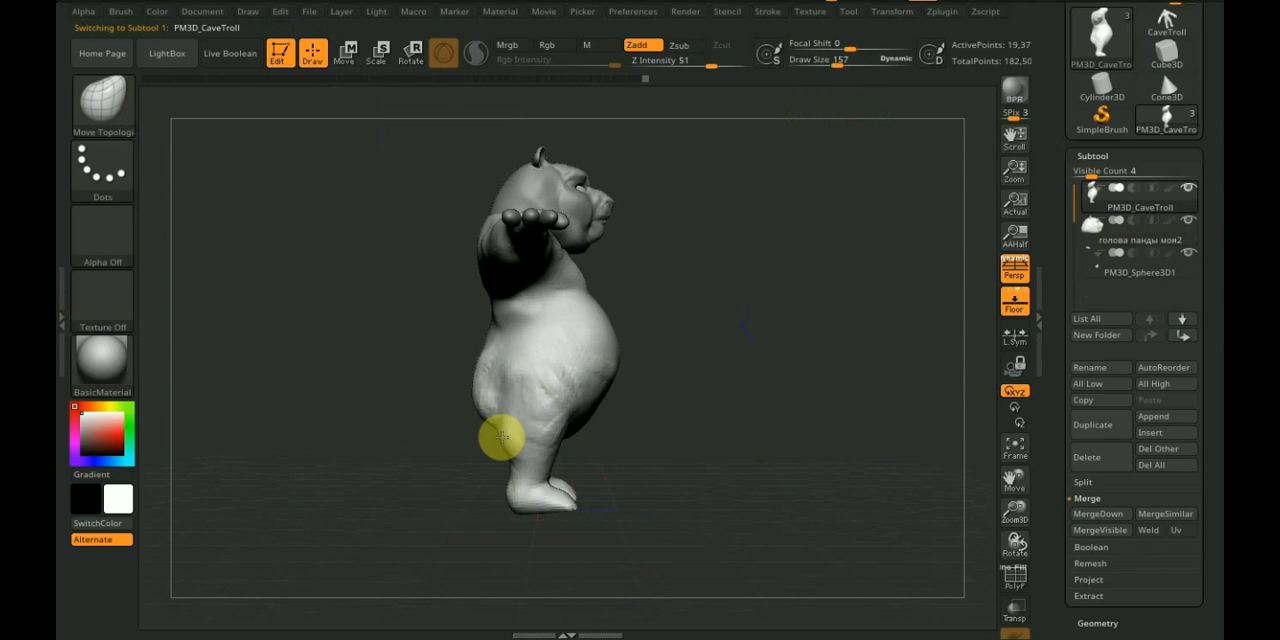 Alpha Brush Color Document Draw Edit File Layer Light Macro Marker Material Movie Picker Preferences Render Stencil Stroke Texture Tool Transform Zplugin Zscript
Switching to Subtool 1: PM3D_CaveTroll
Home Page LightBox Live Boolean Edit Draw Move Scale Rotate
Mrgb Rgb M Zadd Zsub Zcut
Rgb Intensity Z Intensity 51
Focal Shift 0
Draw Size 157 Dynamic
ActivePoints: 19,37
TotalPoints: 182,50
Move Topologi
Dots
Alpha Off
Texture Off
BasicMaterial
Gradient
SwitchColor
Alternate
BPR
SPix 3
Scroll
Zoom
Actual
AAHalf
Dynamic
Persp
Floor
L.Sym
XYZ
Frame
Move
Zoom3D
Rotate
PolyF
Transp
3
PM3D_CaveTro CaveTroll
Cube3D
Cylinder3D Cone3D
3
SimpleBrush PM3D_CaveTro
Subtool
Visible Count 4
PM3D_CaveTroll
голова панды моя2
PM3D_Sphere3D1
List All
New Folder
Rename AutoReorder
All Low All High
Copy Paste
Duplicate Append
Insert
Delete Del Other
Del All
Split
Merge
MergeDown MergeSimilar
MergeVisible Weld Uv
Boolean
Remesh
Project
Extract
Geometry